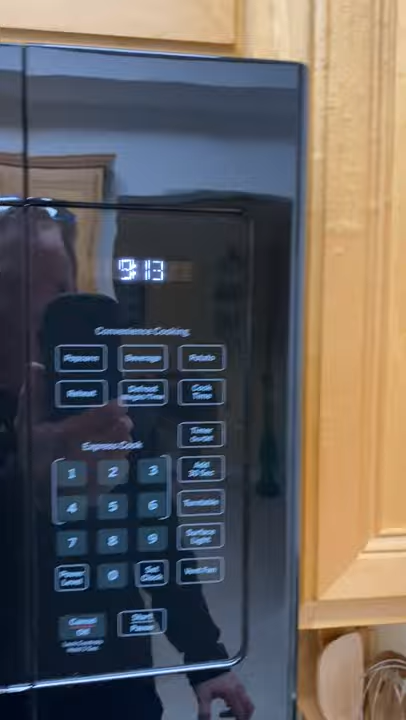 9:13
Convenience Cooking
Popcorn Beverage Potato
Reheat Defrost Weight/Time Cook Time
Timer On/Off
Express Cook
1 2 3 Add 30 Sec
4 5 6 Turntable
7 8 9 Surface Light
Power Level 0 Set Clock Vent Fan
Cancel Off Start Pause